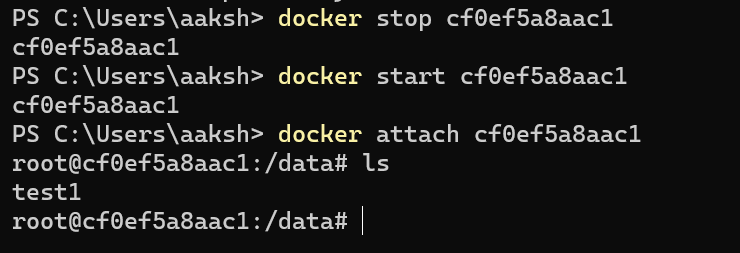 PS C:\Users\aaksh> docker stop cf0ef5a8aac1
cf0ef5a8aac1
PS C:\Users\aaksh> docker start cf0ef5a8aac1
cf0ef5a8aac1
PS C:\Users\aaksh> docker attach cf0ef5a8aac1
root@cf0ef5a8aac1:/data# ls
test1
root@cf0ef5a8aac1:/data#